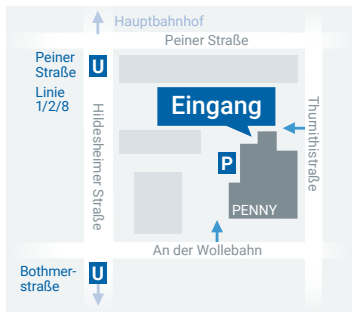 Hauptbahnhof
Peiner Straße
Peiner
Straße
U
Linie
1/2/8
Hildesheimer Straße
Eingang
Thurnithistraße
P
PENNY
An der Wollebahn
Bothmer-
straße
U